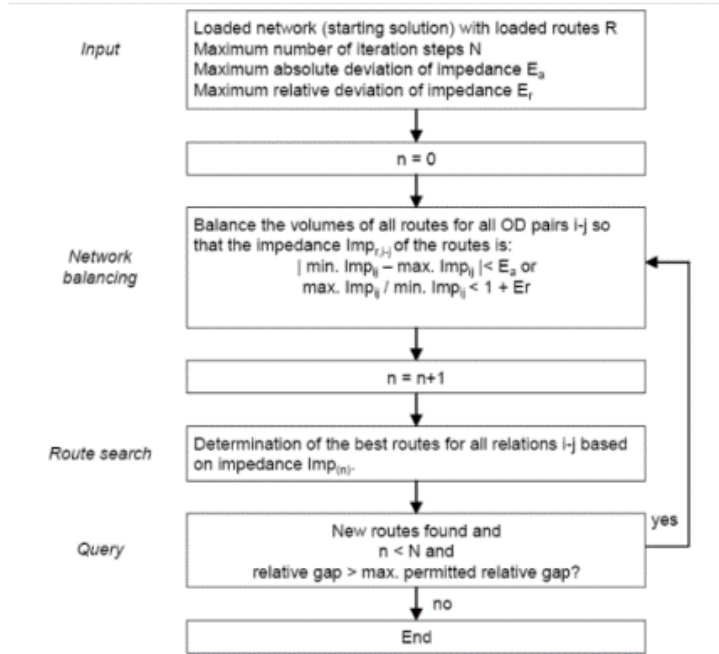 Input
Loaded network (starting solution) with loaded routes R
Maximum number of iteration steps N
Maximum absolute deviation of impedance Eₐ
Maximum relative deviation of impedance Eᵣ
n = 0
Network
balancing
Balance the volumes of all routes for all OD pairs i-j so
that the impedance Impr,i-j of the routes is:
| min. Impij – max. Impij |< Eₐ or
max. Impij / min. Impij < 1 + Er
n = n+1
Route search
Determination of the best routes for all relations i-j based
on impedance Imp(n).
Query
New routes found and
n < N and
relative gap > max. permitted relative gap?
yes
no
End